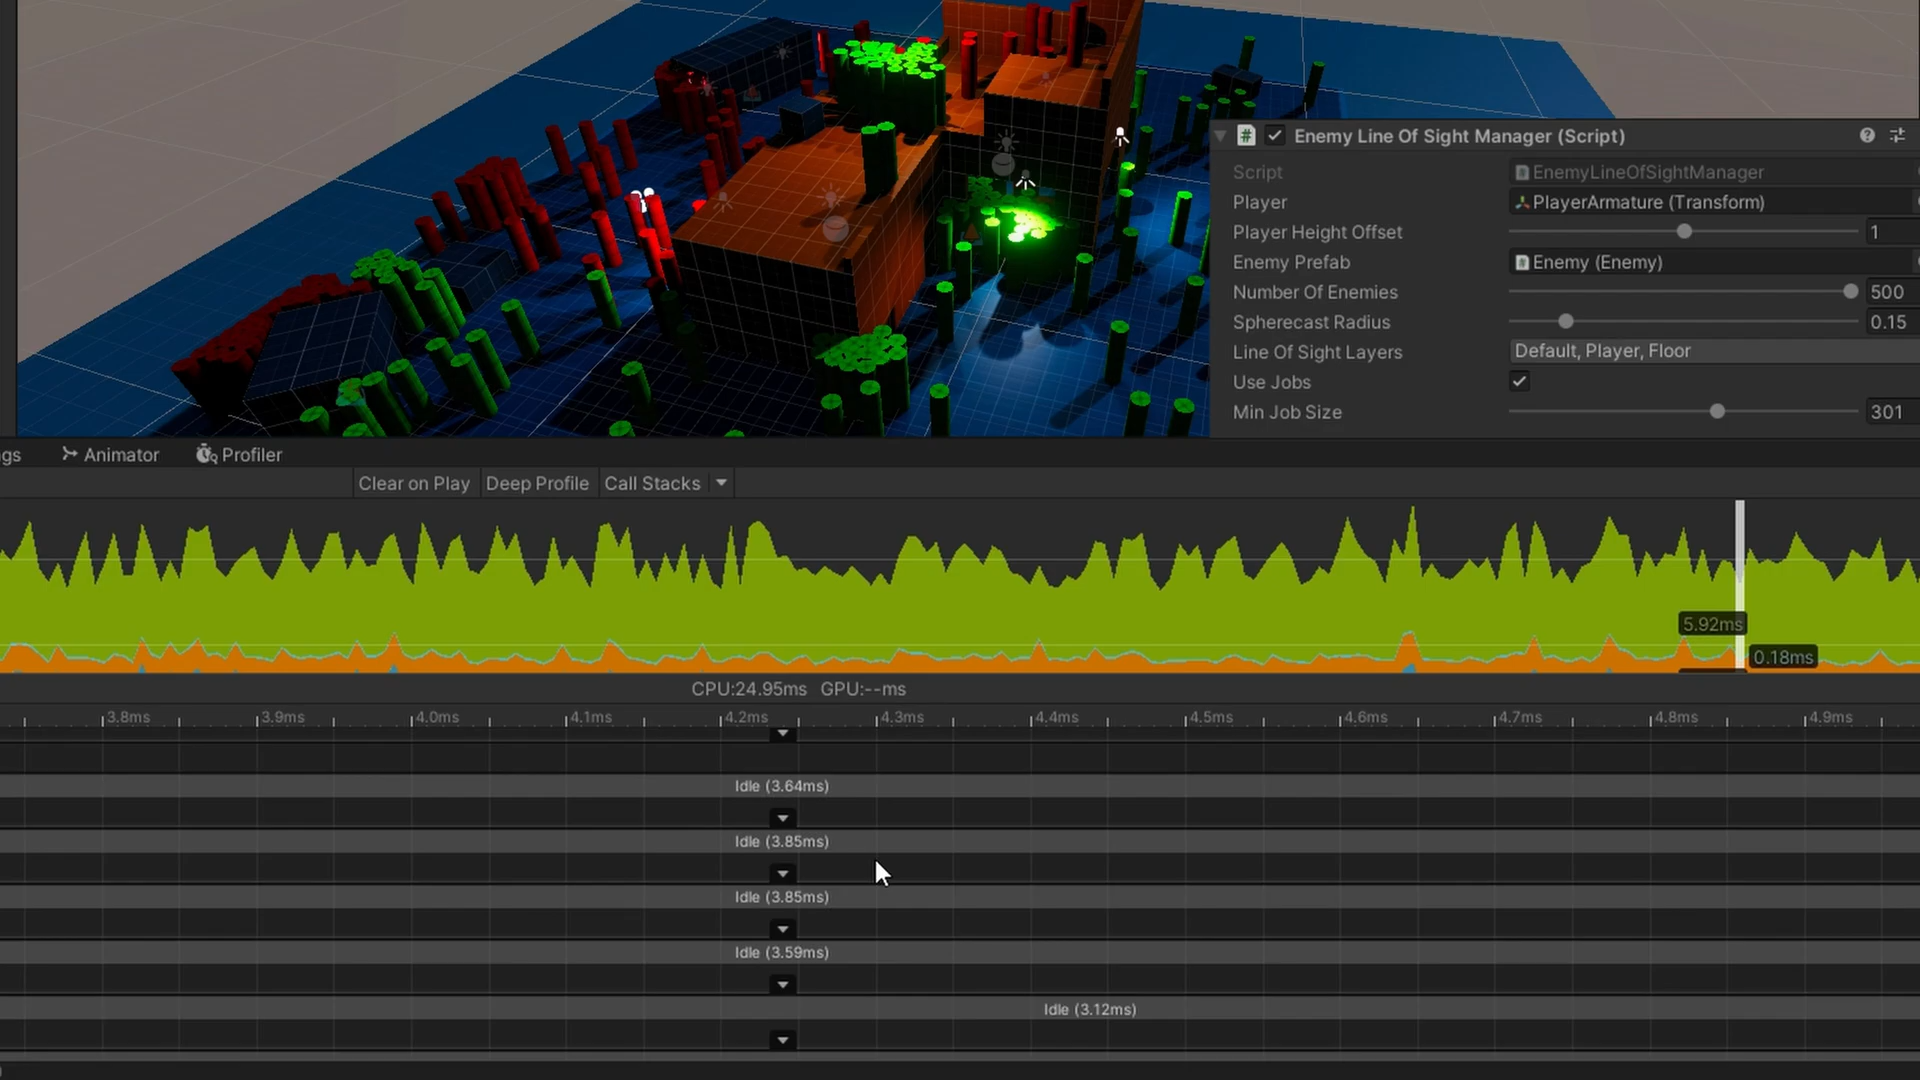 Enemy Line Of Sight Manager (Script)
Script EnemyLineOfSightManager
Player PlayerArmature (Transform)
Player Height Offset 1
Enemy Prefab Enemy (Enemy)
Number Of Enemies 500
Spherecast Radius 0.15
Line Of Sight Layers Default, Player, Floor
Use Jobs
Min Job Size 301
gs Animator Profiler
Clear on Play Deep Profile Call Stacks
5.92ms
0.18ms
CPU:24.95ms GPU:--ms
3.8ms 3.9ms 4.0ms 4.1ms 4.2ms 4.3ms 4.4ms 4.5ms 4.6ms 4.7ms 4.8ms 4.9ms
Idle (3.64ms)
Idle (3.85ms)
Idle (3.85ms)
Idle (3.59ms)
Idle (3.12ms)